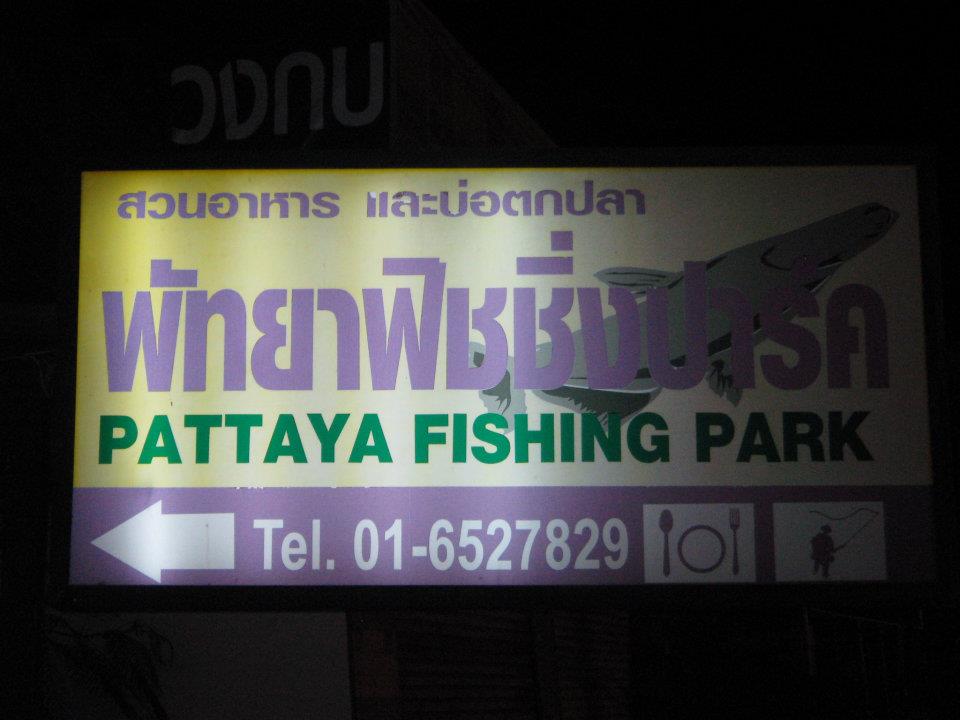 วงกบ
สวนอาหาร และบ่อตกปลา
พัทยาฟิชชิ่งปาร์ค
PATTAYA FISHING PARK
Tel. 01-6527829